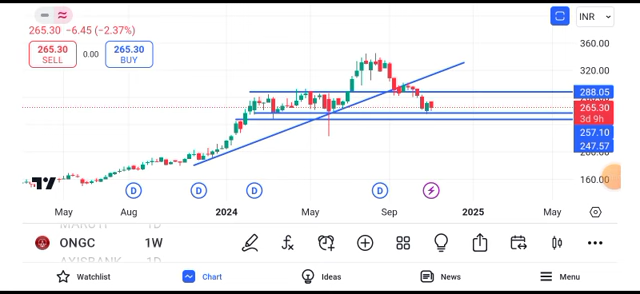 INR
265.30 −6.45 (−2.37%)
265.30 SELL
0.00
265.30 BUY
360.00
320.00
288.05
265.30
3d 9h
257.10
247.57
160.00
D D D D
May Aug 2024 May Sep 2025 May
ONGC 1W
AXISBANK 1D
Watchlist Chart Ideas News Menu